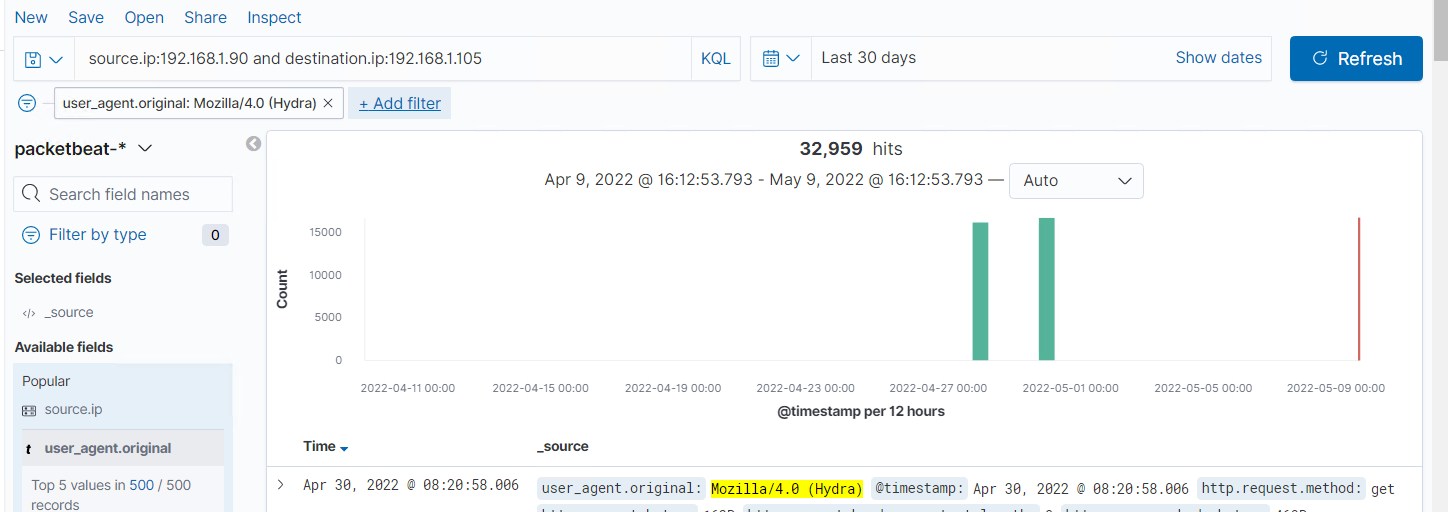 New Save Open Share Inspect
source.ip:192.168.1.90 and destination.ip:192.168.1.105 KQL Last 30 days Show dates Refresh
user_agent.original: Mozilla/4.0 (Hydra) × + Add filter
packetbeat-*
Search field names
Filter by type 0
Selected fields
</> _source
Available fields
Popular
source.ip
t user_agent.original
Top 5 values in 500 / 500
records
32,959 hits
Apr 9, 2022 @ 16:12:53.793 - May 9, 2022 @ 16:12:53.793 — Auto
Count
15000
10000
5000
0
2022-04-11 00:00 2022-04-15 00:00 2022-04-19 00:00 2022-04-23 00:00 2022-04-27 00:00 2022-05-01 00:00 2022-05-05 00:00 2022-05-09 00:00
@timestamp per 12 hours
Time _source
Apr 30, 2022 @ 08:20:58.006 user_agent.original: Mozilla/4.0 (Hydra) @timestamp: Apr 30, 2022 @ 08:20:58.006 http.request.method: get